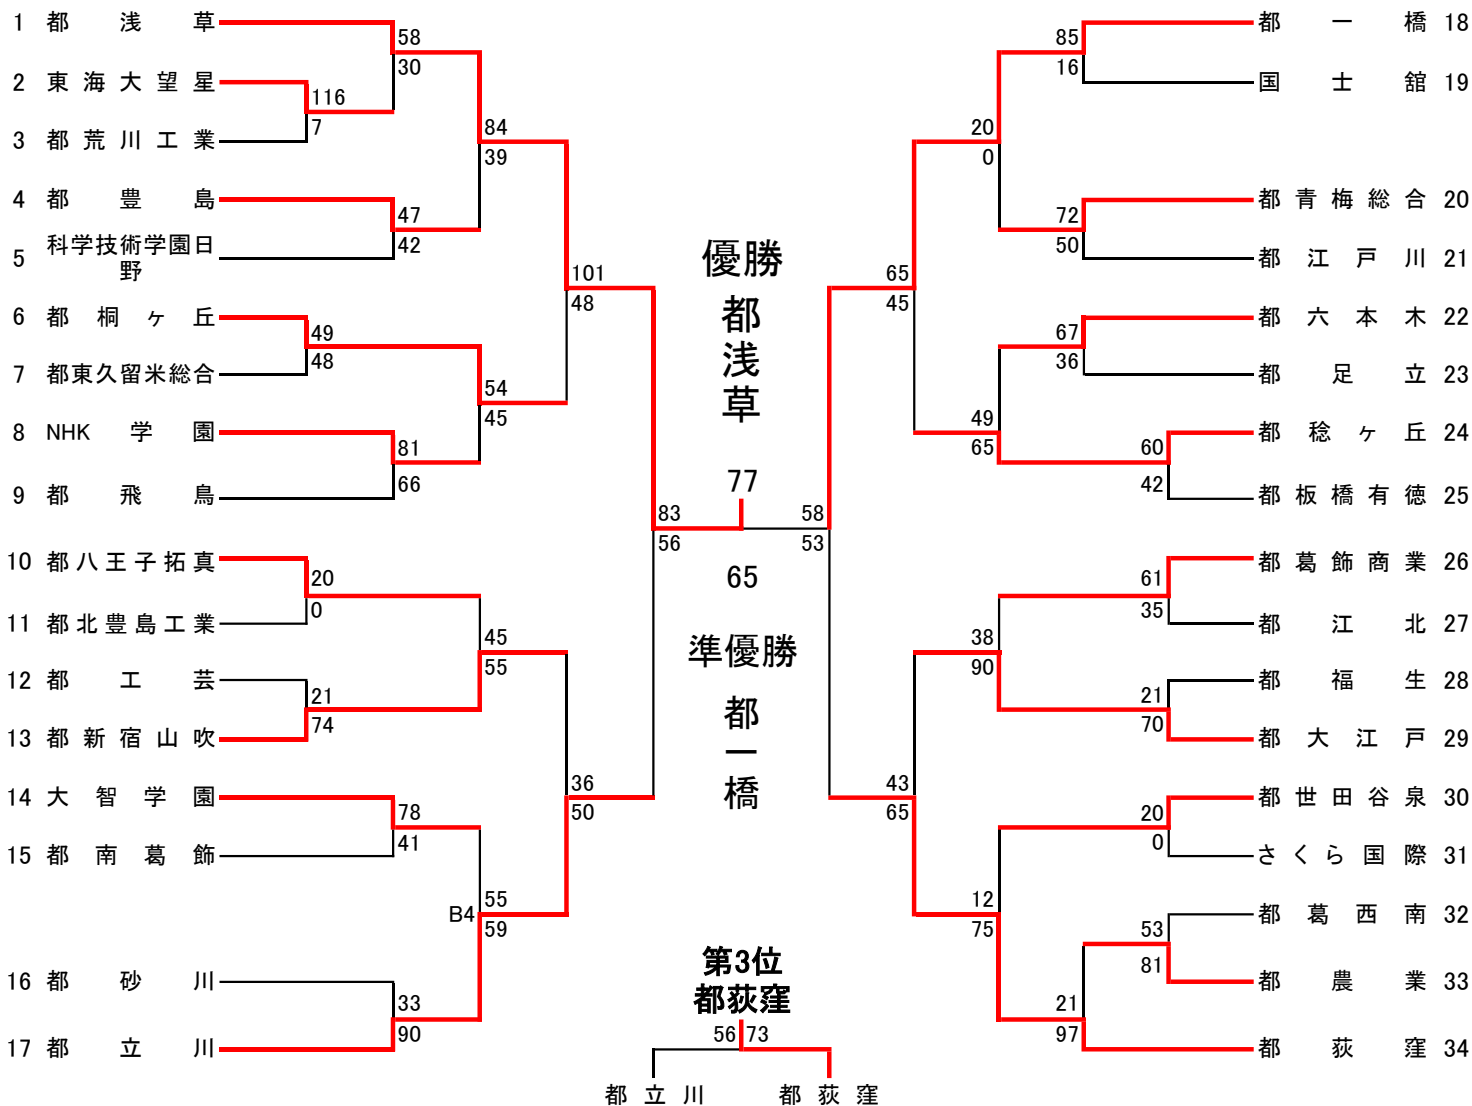 1 都浅草
58
30
2 東海大望星
116
7
3 都荒川工業
84
39
4 都豊島
47
42
5 科学技術学園日
野
101
48
6 都桐ヶ丘
49
48
7 都東久留米総合
54
45
8 NHK 学園
81
66
9 都飛鳥
83
56
10 都八王子拓真
20
0
11 都北豊島工業
45
55
12 都工芸
21
74
13 都新宿山吹
36
50
14 大智学園
78
41
15 都南葛飾
B4
55
59
16 都砂川
33
90
17 都立川
優勝
都浅草
77
65
準優勝
都一橋
第3位
都荻窪
56 73
都立川 都荻窪
都一橋 18
85
16
国士舘 19
20
0
都青梅総合 20
72
50
都江戸川 21
65
45
都六本木 22
67
36
都足立 23
49
65
都稔ヶ丘 24
60
42
都板橋有徳 25
58
53
都葛飾商業 26
61
35
都江北 27
38
90
都福生 28
21
70
都大江戸 29
43
65
都世田谷泉 30
20
0
さくら国際 31
12
75
都葛西南 32
53
81
都農業 33
21
97
都荻窪 34